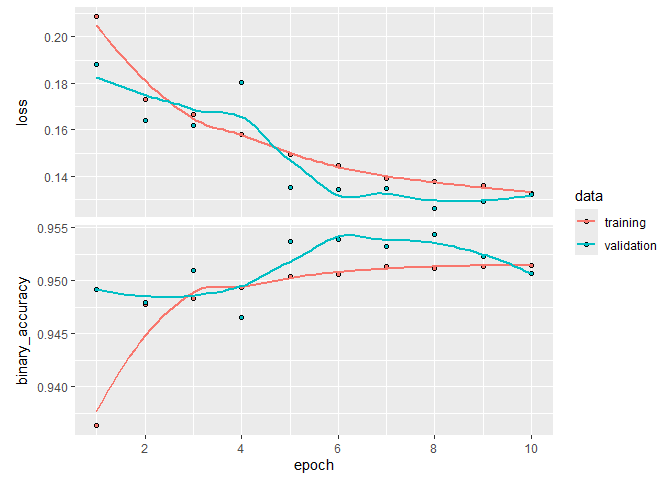 0.20
0.18
0.16
0.14
loss
0.955
0.950
0.945
0.940
binary_accuracy
2 4 6 8 10
epoch
data
training
validation